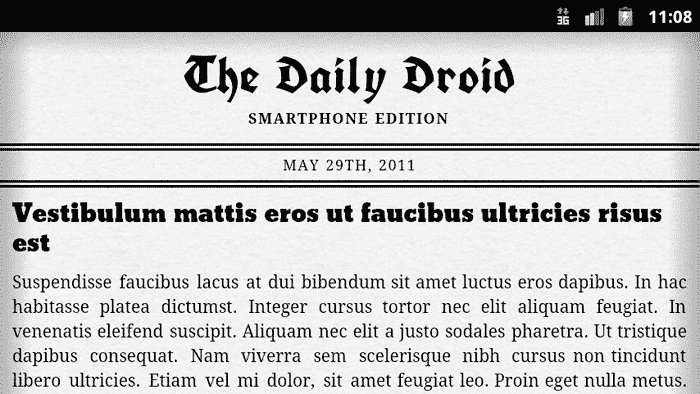 3G 11:08
The Daily Droid
SMARTPHONE EDITION
MAY 29TH, 2011
Vestibulum mattis eros ut faucibus ultricies risus
est
Suspendisse faucibus lacus at dui bibendum sit amet luctus eros dapibus. In hac
habitasse platea dictumst. Integer cursus tortor nec elit aliquam feugiat. In
venenatis eleifend suscipit. Aliquam nec elit a justo sodales pharetra. Ut tristique
dapibus consequat. Nam viverra sem scelerisque nibh cursus non tincidunt
libero ultricies. Etiam vel mi dolor, sit amet feugiat leo. Proin eget nulla metus.